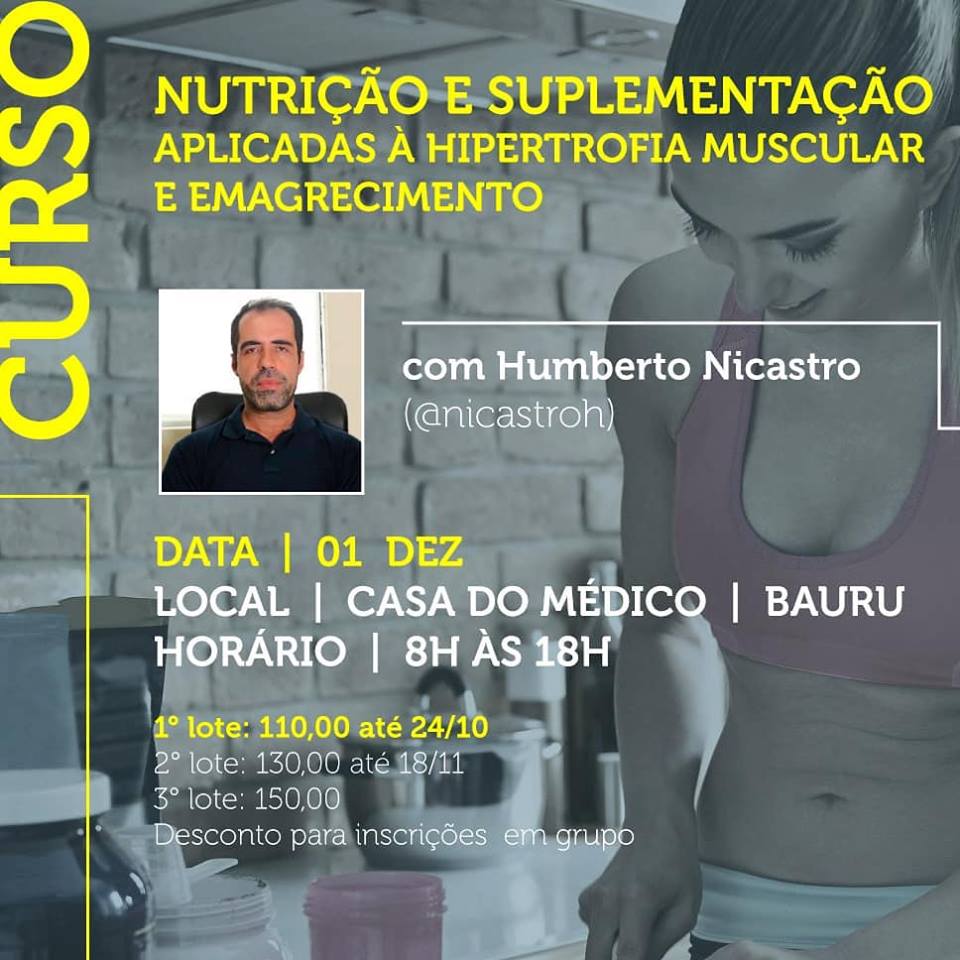 CURSO
NUTRIÇÃO E SUPLEMENTAÇÃO
APLICADAS À HIPERTROFIA MUSCULAR
E EMAGRECIMENTO
com Humberto Nicastro
(@nicastroh)
DATA | 01 DEZ
LOCAL | CASA DO MÉDICO | BAURU
HORÁRIO | 8H ÀS 18H
1° lote: 110,00 até 24/10
2° lote: 130,00 até 18/11
3° lote: 150,00
Desconto para inscrições em grupo